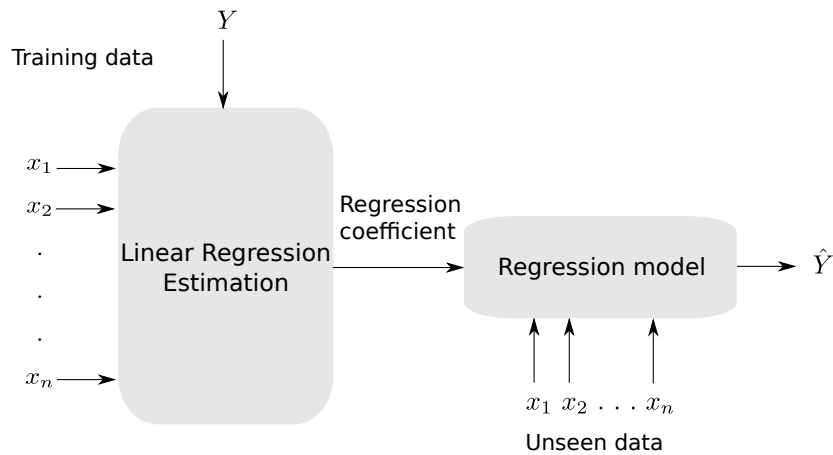 Y
Training data
x₁
x₂
.
.
.
xₙ
Linear Regression
Estimation
Regression
coefficient
Regression model
Ŷ
x₁ x₂ . . . xₙ
Unseen data